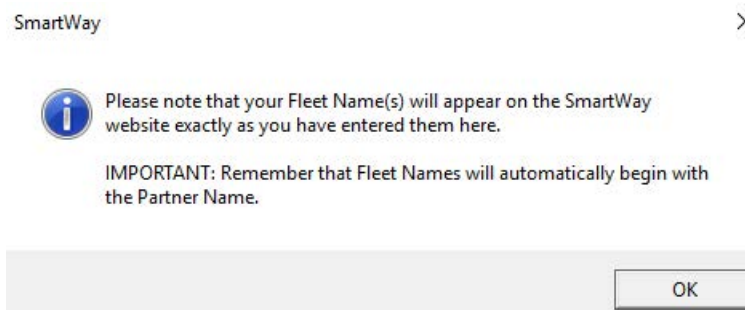 SmartWay
Please note that your Fleet Name(s) will appear on the SmartWay
website exactly as you have entered them here.
IMPORTANT: Remember that Fleet Names will automatically begin with
the Partner Name.
OK